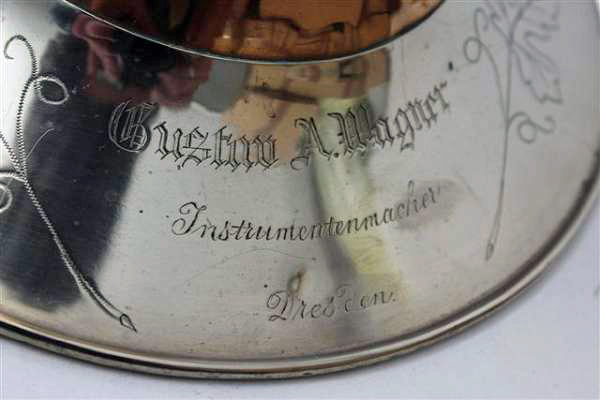 Gustav A. Wagner
Instrumentenmacher
Dresden.